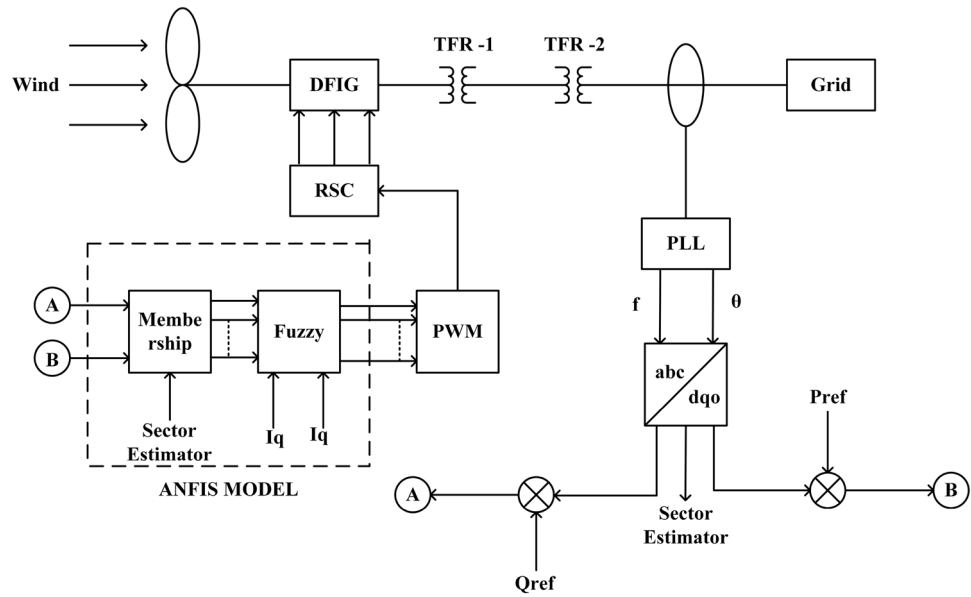 TFR -1
TFR -2
Wind
DFIG
Grid
RSC
PLL
f
θ
A
B
Membe
rship
Fuzzy
PWM
abc
dqo
Pref
Sector
Estimator
Iq
Iq
ANFIS MODEL
A
B
Sector
Estimator
Qref